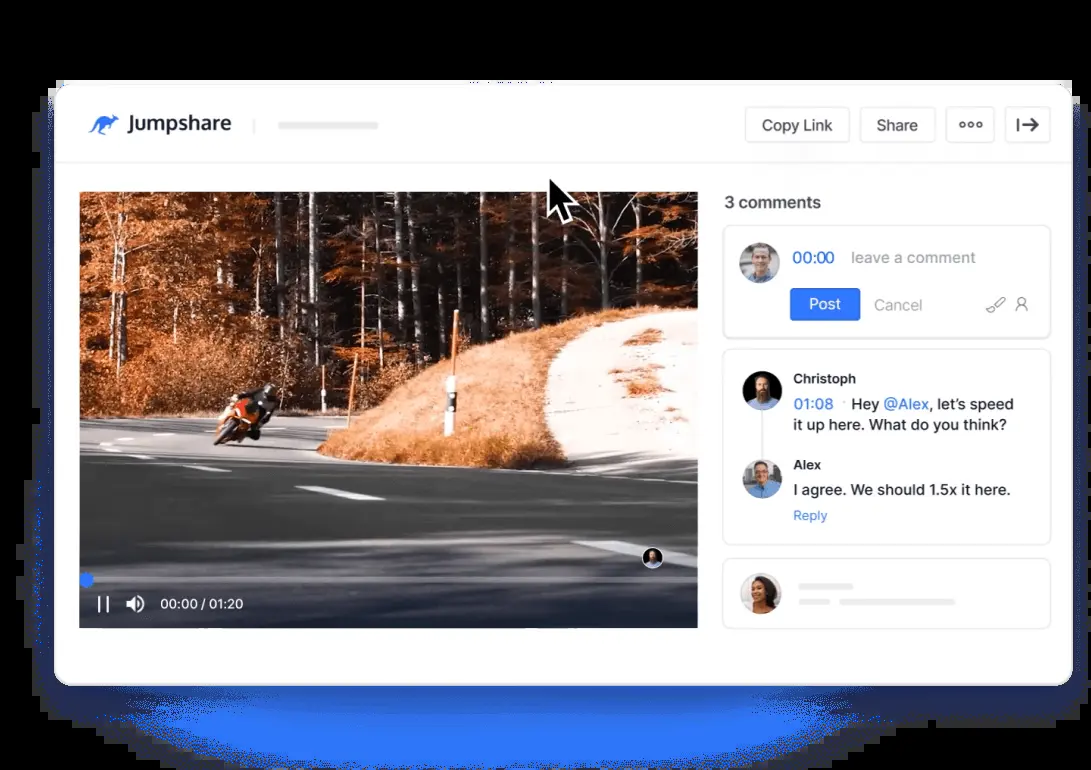 Jumpshare
Copy Link
Share
3 comments
00:00 leave a comment
Post
Cancel
Christoph
01:08 · Hey @Alex, let’s speed
it up here. What do you think?
Alex
I agree. We should 1.5x it here.
Reply
00:00 / 01:20